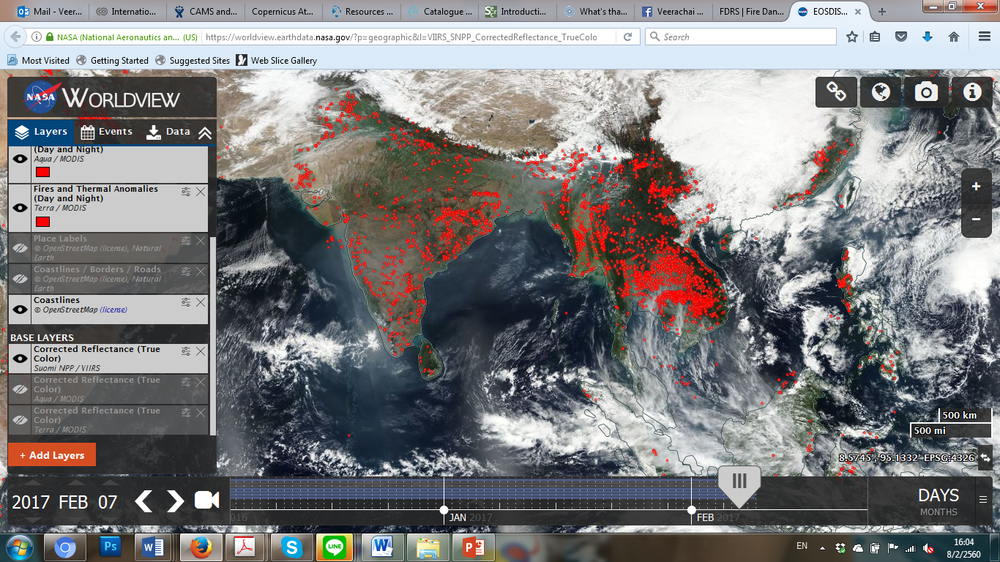 Mail - Veer...
Internatio...
CAMS and...
Copernicus At...
Resources ...
Catalogue ...
Introducti...
What's tha...
Veerachai ...
FDRS | Fire Dan...
EOSDIS...
NASA (National Aeronautics an... (US)
https://worldview.earthdata.nasa.gov/?p=geographic&l=VIIRS_SNPP_CorrectedReflectance_TrueColo
Search
Most Visited
Getting Started
Suggested Sites
Web Slice Gallery
NASA WORLDVIEW
Layers
Events
Data
(Day and Night)
Aqua / MODIS
Fires and Thermal Anomalies
(Day and Night)
Terra / MODIS
Place Labels
© OpenStreetMap (license), Natural
Earth
Coastlines / Borders / Roads
© OpenStreetMap (license), Natural
Earth
Coastlines
© OpenStreetMap (license)
BASE LAYERS
Corrected Reflectance (True
Color)
Suomi NPP / VIIRS
Corrected Reflectance (True
Color)
Aqua / MODIS
Corrected Reflectance (True
Color)
Terra / MODIS
+ Add Layers
500 km
500 mi
8.5745°, 95.1332° EPSG:4326
2017 FEB 07
016
JAN 2017
FEB 2017
DAYS
MONTHS
Ps
LINE
EN
16:04
8/2/2560